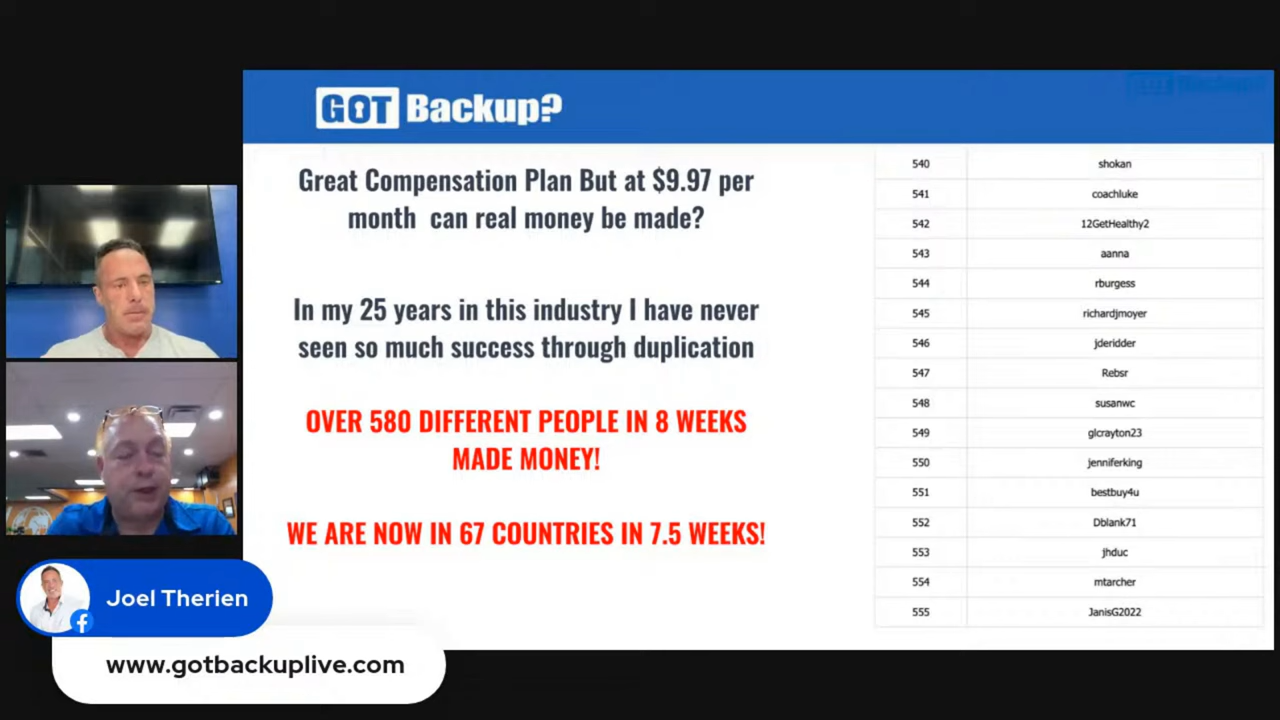 GOT Backup?
Great Compensation Plan But at $9.97 per
month can real money be made?
In my 25 years in this industry I have never
seen so much success through duplication
OVER 580 DIFFERENT PEOPLE IN 8 WEEKS
MADE MONEY!
WE ARE NOW IN 67 COUNTRIES IN 7.5 WEEKS!
540 shokan
541 coachluke
542 12GetHealthy2
543 aanna
544 rburgess
545 richardjmoyer
546 jderidder
547 Rebsr
548 susanwc
549 glcrayton23
550 jenniferking
551 bestbuy4u
552 Dblank71
553 jhduc
554 mtarcher
555 JanisG2022
Joel Therien
www.gotbackuplive.com
GOT Backup?